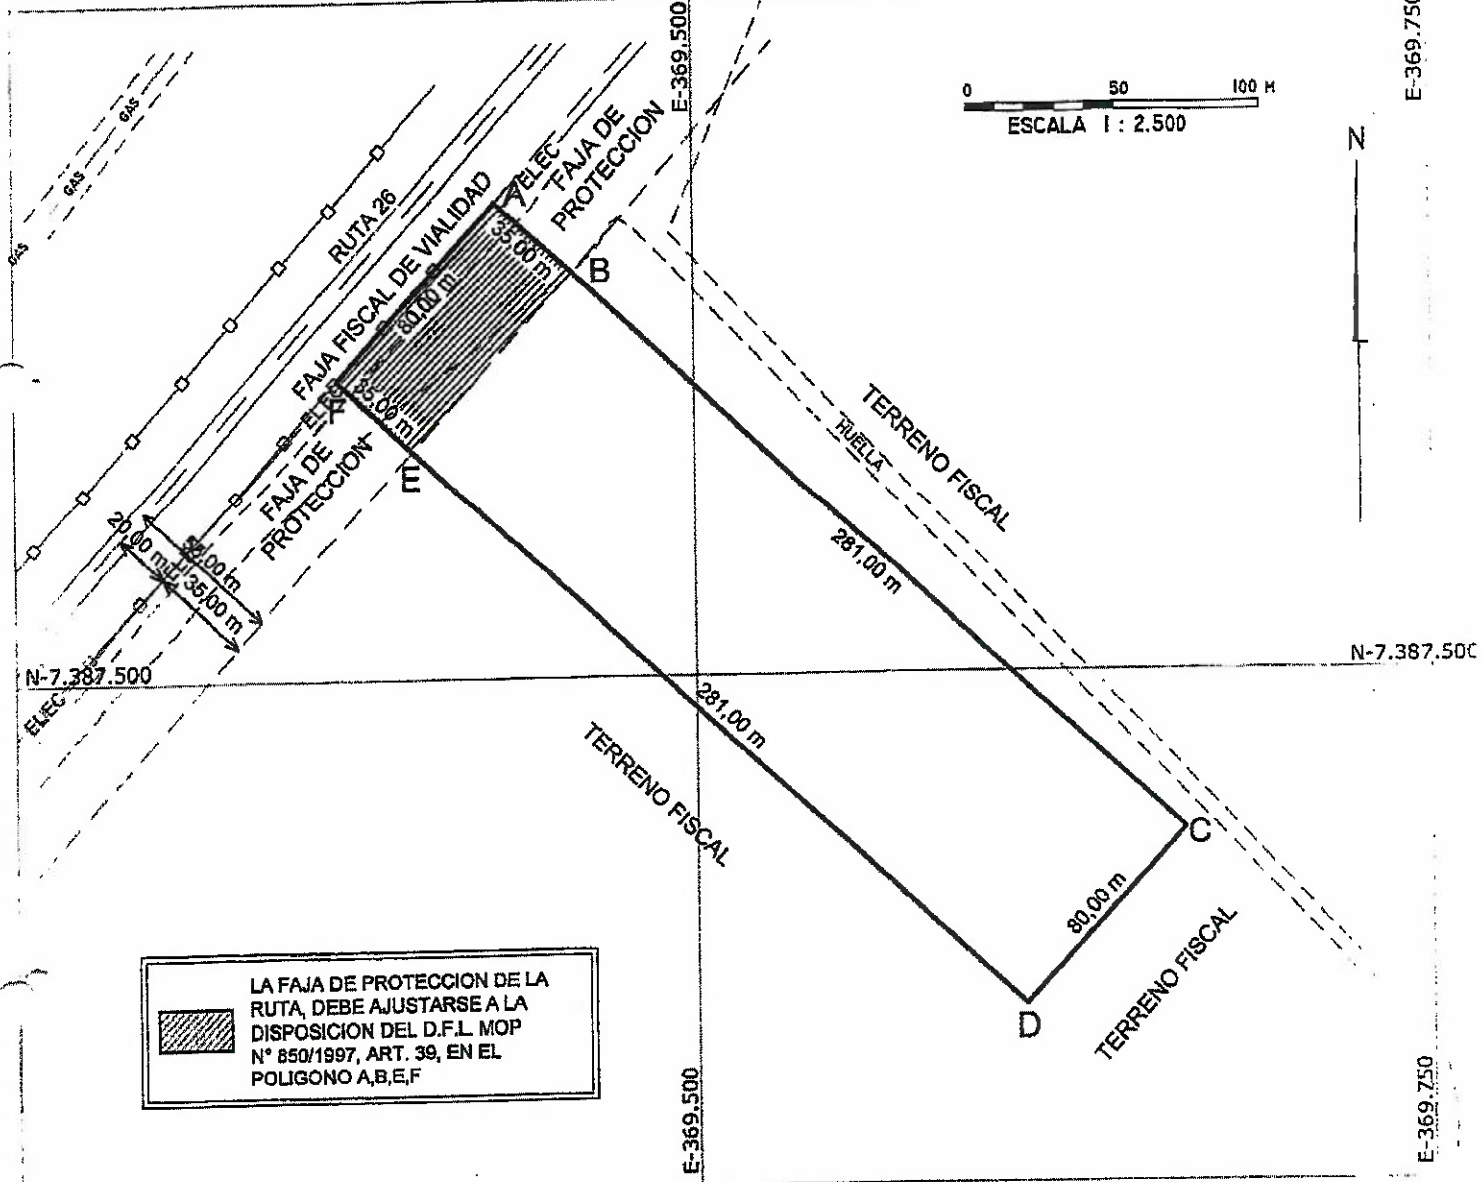 E-369.500
E-369.750
0 50 100 M
ESCALA 1 : 2.500
N
GAS
GAS
GAS
RUTA 26
FAJA FISCAL DE VIALIDAD
ELEC
FAJA DE
PROTECCION
A
35,00 m
B
80,00 m
ELEC
F
35,00 m
E
FAJA DE
PROTECCION
20,00 m
55,00 m
35,00 m
TERRENO FISCAL
HUELLA
281,00 m
N-7.387.500
N-7.387.500
ELEC
281,00 m
TERRENO FISCAL
C
80,00 m
D
TERRENO FISCAL
LA FAJA DE PROTECCION DE LA
RUTA, DEBE AJUSTARSE A LA
DISPOSICION DEL D.F.L. MOP
N° 850/1997, ART. 39, EN EL
POLIGONO A,B,E,F
E-369.500
E-369.750